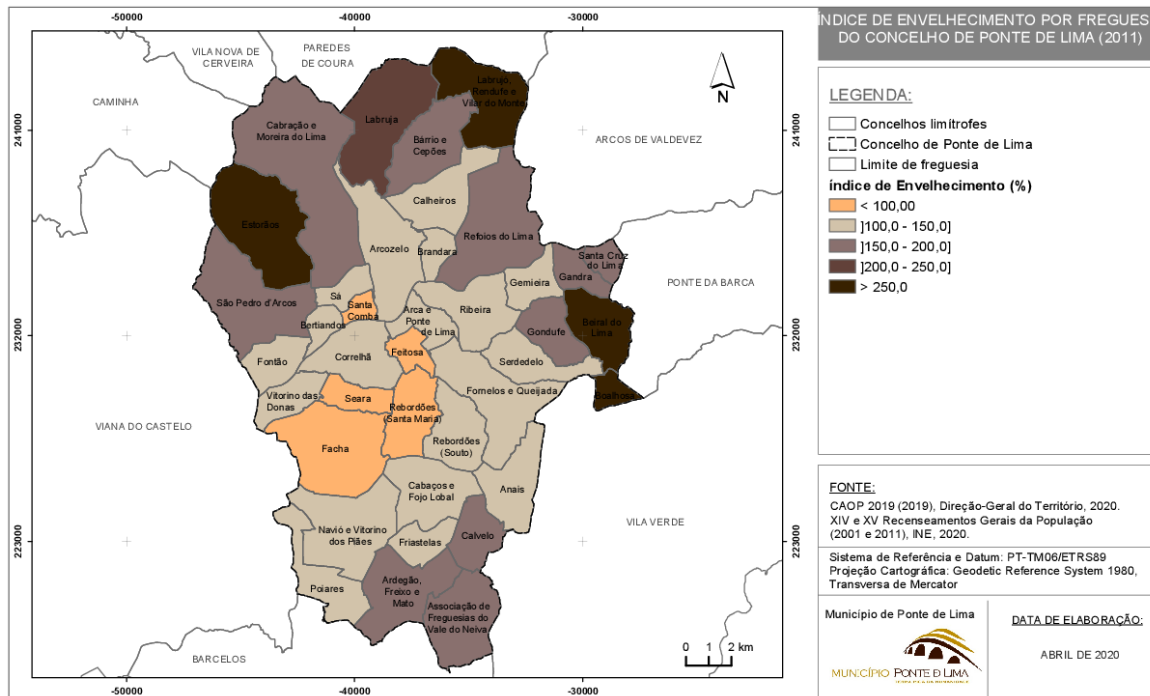 -50000
-40000
-30000
ÍNDICE DE ENVELHECIMENTO POR FREGUES
DO CONCELHO DE PONTE DE LIMA (2011)
VILA NOVA DE
CERVEIRA
PAREDES
DE COURA
CAMINHA
ARCOS DE VALDEVEZ
PONTE DA BARCA
VIANA DO CASTELO
VILA VERDE
BARCELOS
N
241000
232000
223000
241000
232000
223000
Labrujó,
Rendufe e
Vilar do Monte
Labruja
Cabração e
Moreira do Lima
Bárrio e
Cepões
Calheiros
Estorãos
Refoios do Lima
Arcozelo
Brandara
Santa Cruz
do Lima
Gandra
Gemieira
São Pedro d'Arcos
Sá
Santa
Comba
Bertiandos
Arca e
Ponte
de Lima
Ribeira
Beiral do
Lima
Gondufe
Feitosa
Correlhã
Fontão
Serdedelo
Fornelos e Queijada
Boalhosa
Vitorino das
Donas
Seara
Rebordões
(Santa Maria)
Facha
Rebordões
(Souto)
Cabaços e
Fojo Lobal
Anais
Navió e Vitorino
dos Piães
Friastelas
Calvelo
Poiares
Ardegão,
Freixo e
Mato
Associação de
Freguesias do
Vale do Neiva
0 1 2 km
-50000
-40000
-30000
LEGENDA:
Concelhos limítrofes
Concelho de Ponte de Lima
Limite de freguesia
índice de Envelhecimento (%)
< 100,00
]100,0 - 150,0]
]150,0 - 200,0]
]200,0 - 250,0]
> 250,0
FONTE:
CAOP 2019 (2019), Direção-Geral do Território, 2020.
XIV e XV Recenseamentos Gerais da População
(2001 e 2011), INE, 2020.
Sistema de Referência e Datum: PT-TM06/ETRS89
Projeção Cartográfica: Geodetic Reference System 1980,
Transversa de Mercator
Município de Ponte de Lima
MUNICÍPIO PONTE DE LIMA
DATA DE ELABORAÇÃO:
ABRIL DE 2020